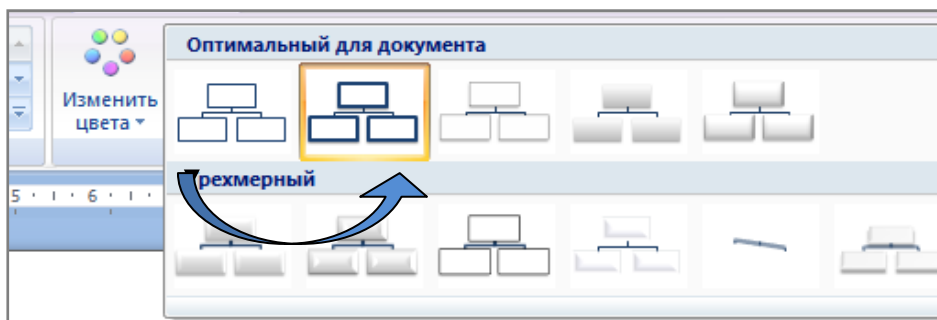 Оптимальный для документа
Изменить
цвета
рехмерный
5 · ı · 6 · ı ·